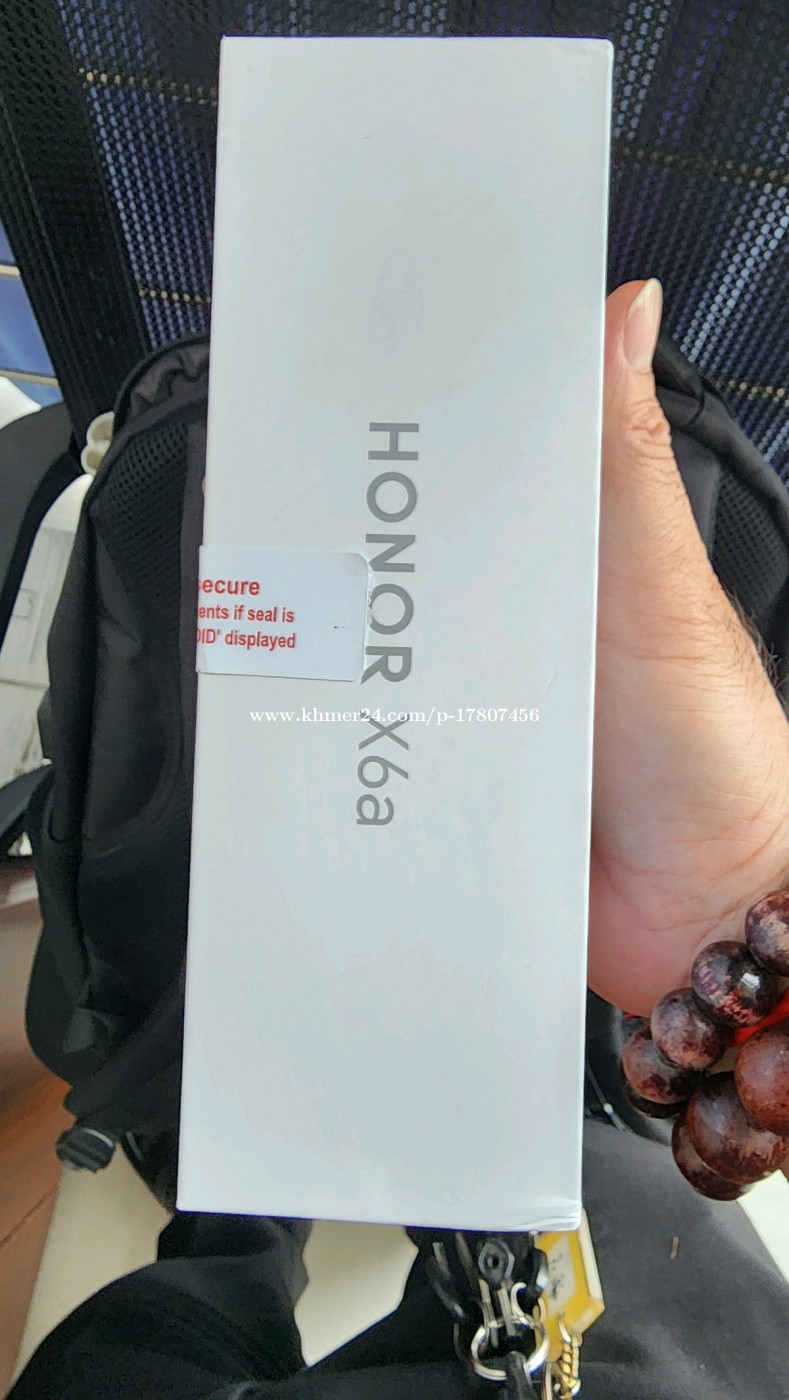 HONOR X6a
secure
ents if seal is
OID" displayed
www.khmer24.com/p-17807456